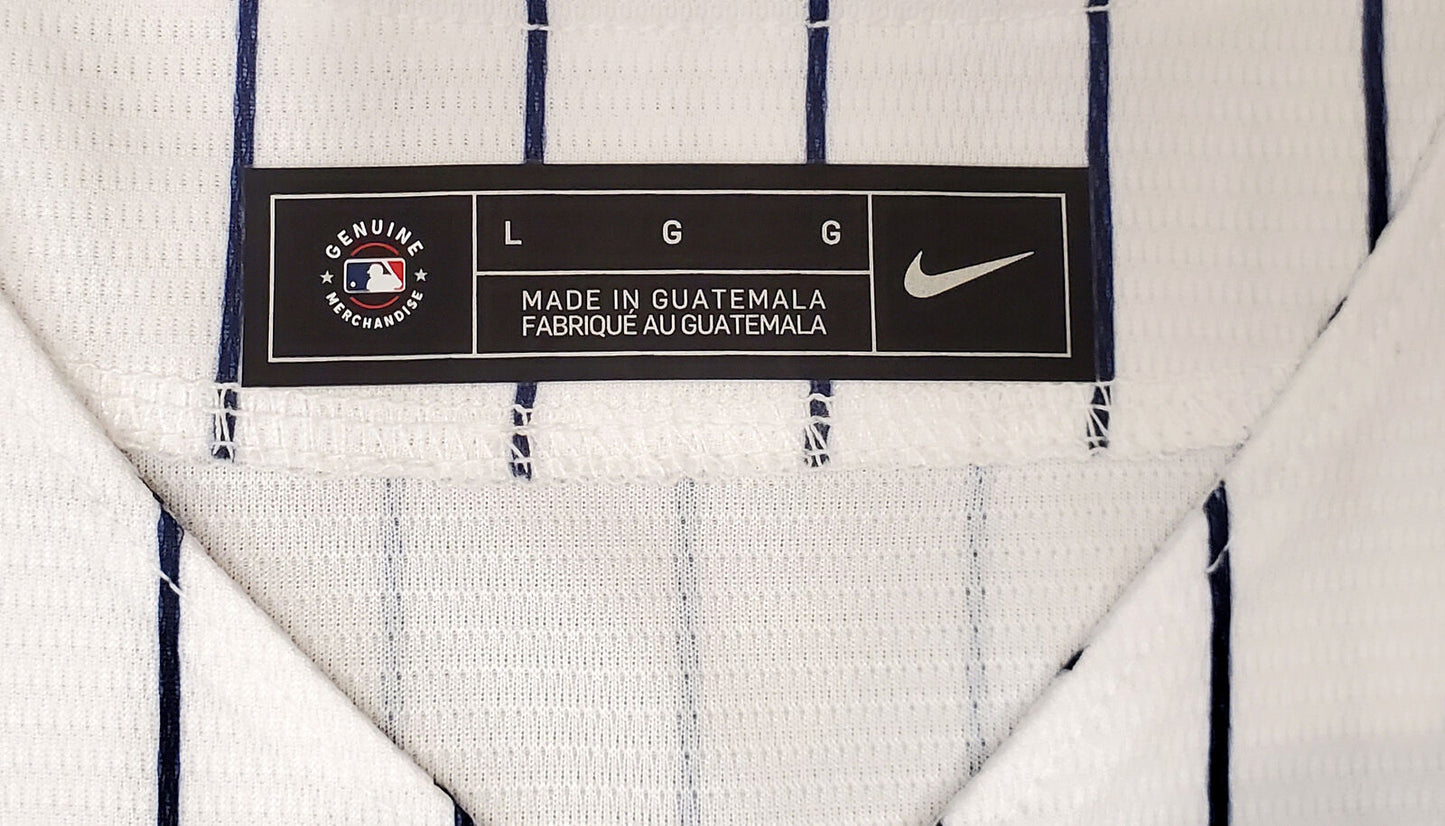 GENUINE
MERCHANDISE
L G G
MADE IN GUATEMALA
FABRIQUÉ AU GUATEMALA